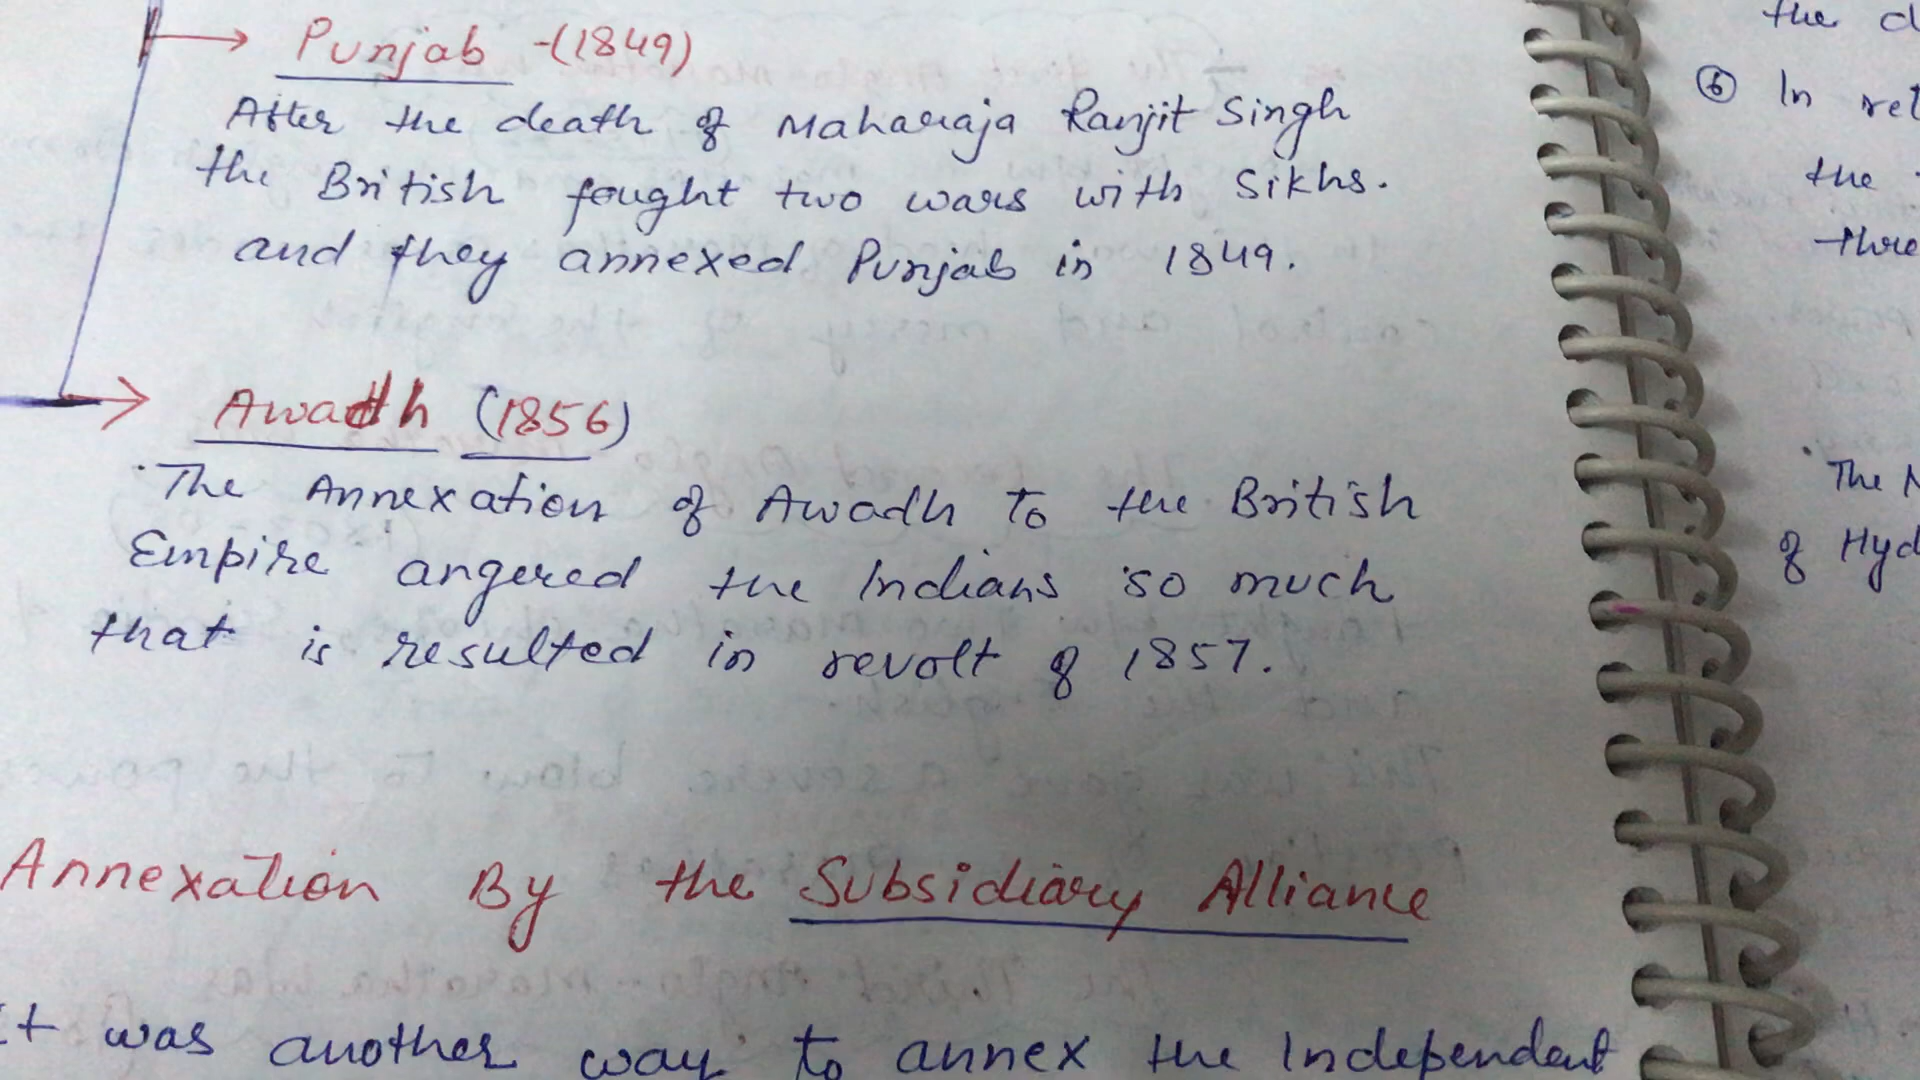 Punjab -(1849)
After the death of Maharaja Ranjit Singh
the British fought two wars with Sikhs.
and they annexed Punjab in 1849.
Awadh (1856)
The Annexation of Awadh to the British
Empire angered the Indians so much
that is resulted in revolt of 1857.
Annexation By the Subsidiary Alliance
It was another way to annex the Independent
the
⑥ In
the
The
of